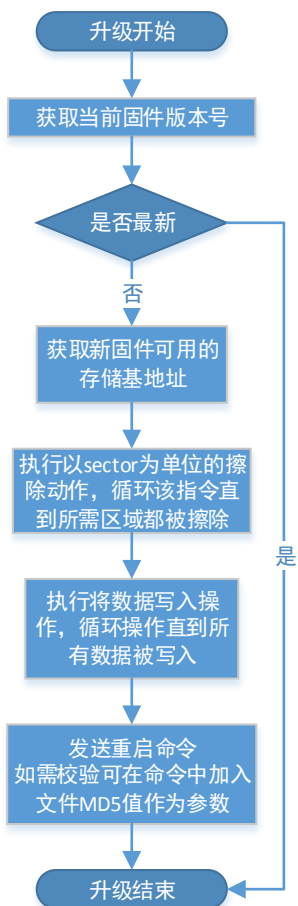 升级开始
获取当前固件版本号
是否最新
否
获取新固件可用的
存储基地址
执行以sector为单位的擦
除动作，循环该指令直
到所需区域都被擦除
是
执行将数据写入操
作，循环操作直到所
有数据被写入
发送重启命令
如需校验可在命令中加入
文件MD5值作为参数
升级结束